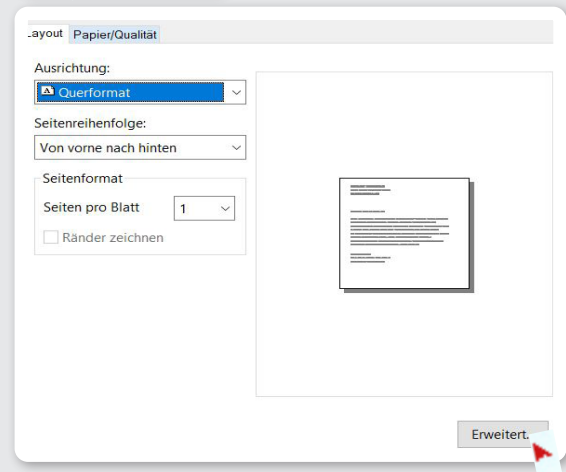 Layout Papier/Qualität
Ausrichtung:
Querformat
Seitenreihenfolge:
Von vorne nach hinten
Seitenformat
Seiten pro Blatt 1
Ränder zeichnen
Erweitert...